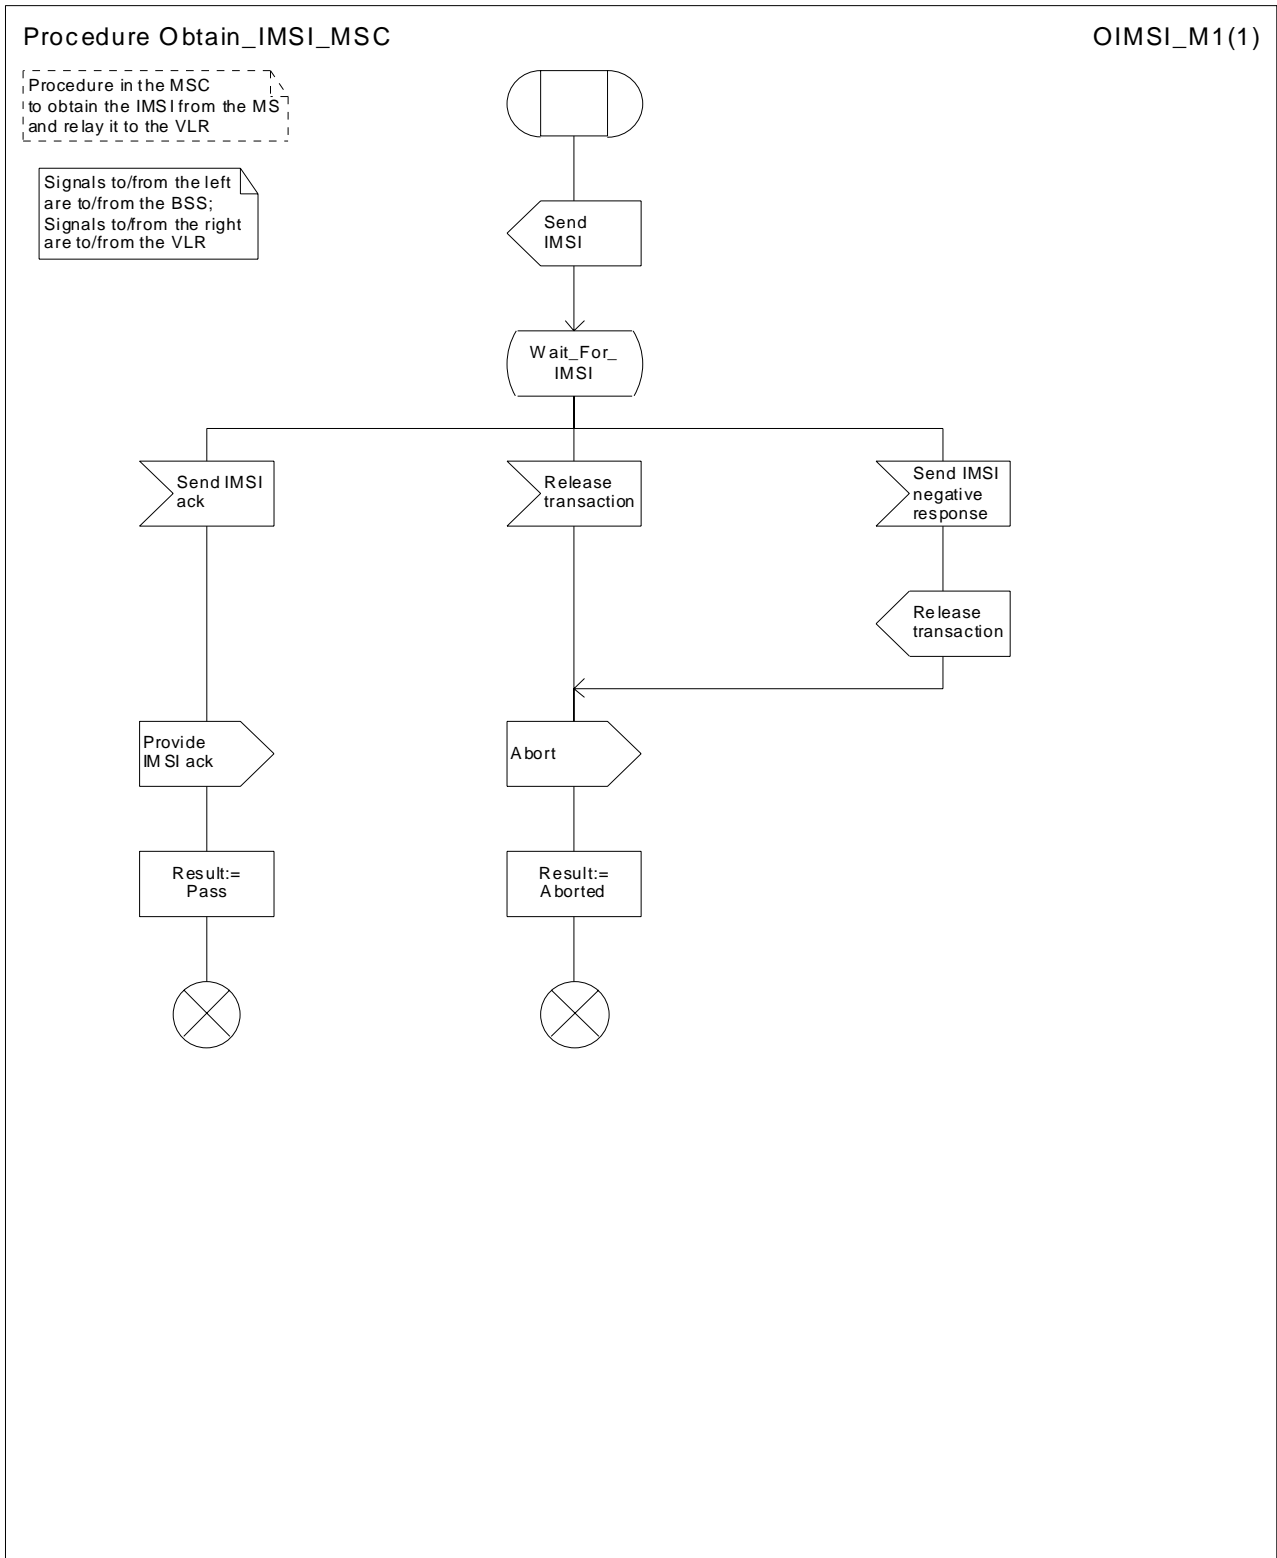 Procedure Obtain_IMSI_MSC
OIMSI_M1(1)
Procedure in the MSC
to obtain the IMSI from the MS
and relay it to the VLR
Signals to/from the left
are to/from the BSS;
Signals to/from the right
are to/from the VLR
Send
IMSI
Wait_For_
IMSI
Send IMSI
ack
Release
transaction
Send IMSI
negative
response
Release
transaction
Provide
IMSI ack
Abort
Result:=
Pass
Result:=
Aborted